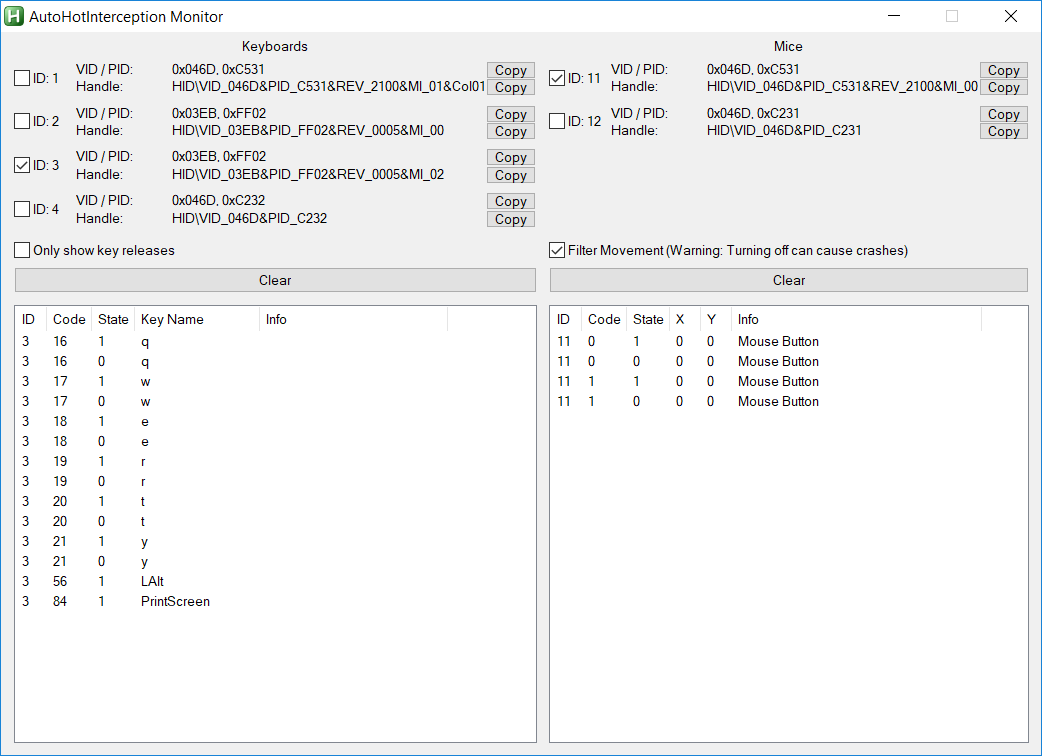 AutoHotInterception Monitor
Keyboards
ID: 1 VID / PID: 0x046D, 0xC531 Copy
Handle: HID\VID_046D&PID_C531&REV_2100&MI_01&Col01 Copy
ID: 2 VID / PID: 0x03EB, 0xFF02 Copy
Handle: HID\VID_03EB&PID_FF02&REV_0005&MI_00 Copy
ID: 3 VID / PID: 0x03EB, 0xFF02 Copy
Handle: HID\VID_03EB&PID_FF02&REV_0005&MI_02 Copy
ID: 4 VID / PID: 0x046D, 0xC232 Copy
Handle: HID\VID_046D&PID_C232 Copy
Only show key releases
Clear
ID Code State Key Name Info
3 16 1 q
3 16 0 q
3 17 1 w
3 17 0 w
3 18 1 e
3 18 0 e
3 19 1 r
3 19 0 r
3 20 1 t
3 20 0 t
3 21 1 y
3 21 0 y
3 56 1 LAlt
3 84 1 PrintScreen
Mice
ID: 11 VID / PID: 0x046D, 0xC531 Copy
Handle: HID\VID_046D&PID_C531&REV_2100&MI_00 Copy
ID: 12 VID / PID: 0x046D, 0xC231 Copy
Handle: HID\VID_046D&PID_C231 Copy
Filter Movement (Warning: Turning off can cause crashes)
Clear
ID Code State X Y Info
11 0 1 0 0 Mouse Button
11 0 0 0 0 Mouse Button
11 1 1 0 0 Mouse Button
11 1 0 0 0 Mouse Button